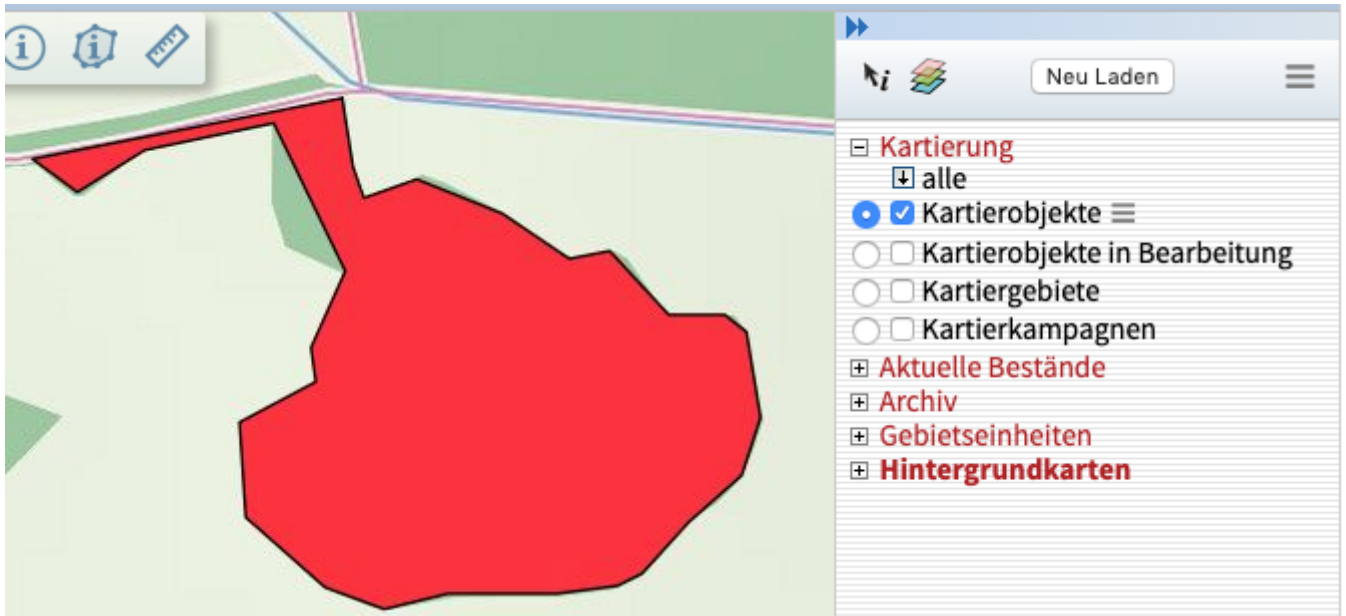 Neu Laden
Kartierung
alle
Kartierobjekte
Kartierobjekte in Bearbeitung
Kartiergebiete
Kartierkampagnen
Aktuelle Bestände
Archiv
Gebietseinheiten
Hintergrundkarten